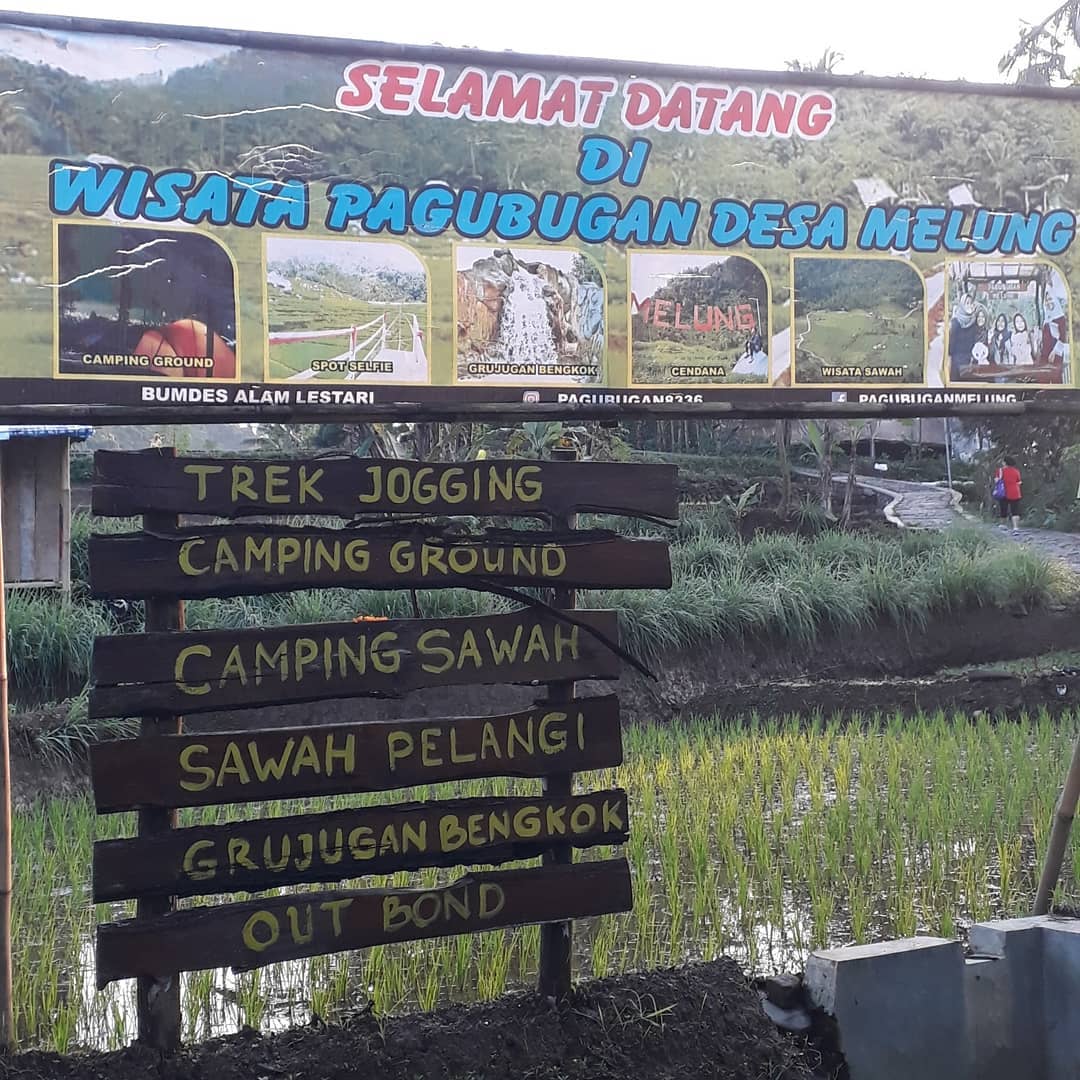 SELAMAT DATANG
DI
WISATA PAGUBUGAN DESA MELUNG
MELUNG
CAMPING GROUND
SPOT SELFIE
GRUJUGAN BENGKOK
CENDANA
WISATA SAWAH
BUMDES ALAM LESTARI
PAGUBUGAN8336
PAGUBUGANMELUNG
TREK JOGGING
CAMPING GROUND
CAMPING SAWAH
SAWAH PELANGI
GRUJUGAN BENGKOK
OUT BOND